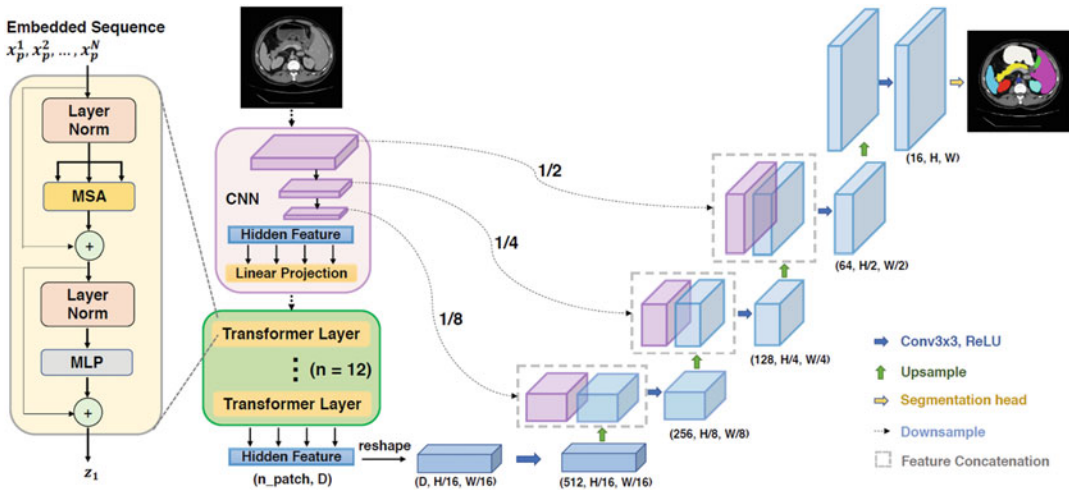 Embedded Sequence
x_p^1, x_p^2, ..., x_p^N
Layer
Norm
MSA
+
Layer
Norm
MLP
+
z_1
CNN
Hidden Feature
Linear Projection
Transformer Layer
(n = 12)
Transformer Layer
Hidden Feature
(n_patch, D)
reshape
(D, H/16, W/16)
(512, H/16, W/16)
1/2
1/4
1/8
(256, H/8, W/8)
(128, H/4, W/4)
(64, H/2, W/2)
(16, H, W)
Conv3x3, ReLU
Upsample
Segmentation head
Downsample
Feature Concatenation